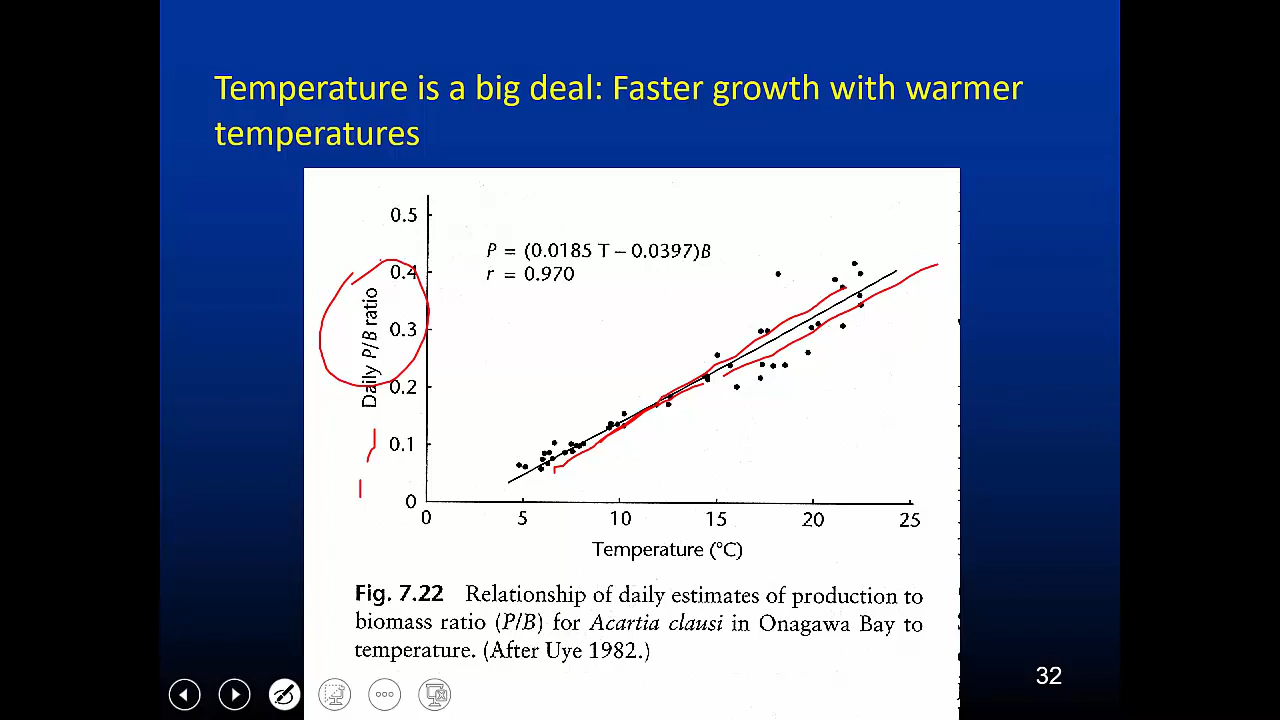 Temperature is a big deal: Faster growth with warmer
temperatures
0.5
P = (0.0185 T – 0.0397)B
r = 0.970
0.4
0.3
0.2
0.1
0
Daily P/B ratio
0 5 10 15 20 25
Temperature (°C)
Fig. 7.22 Relationship of daily estimates of production to
biomass ratio (P/B) for Acartia clausi in Onagawa Bay to
temperature. (After Uye 1982.)
32